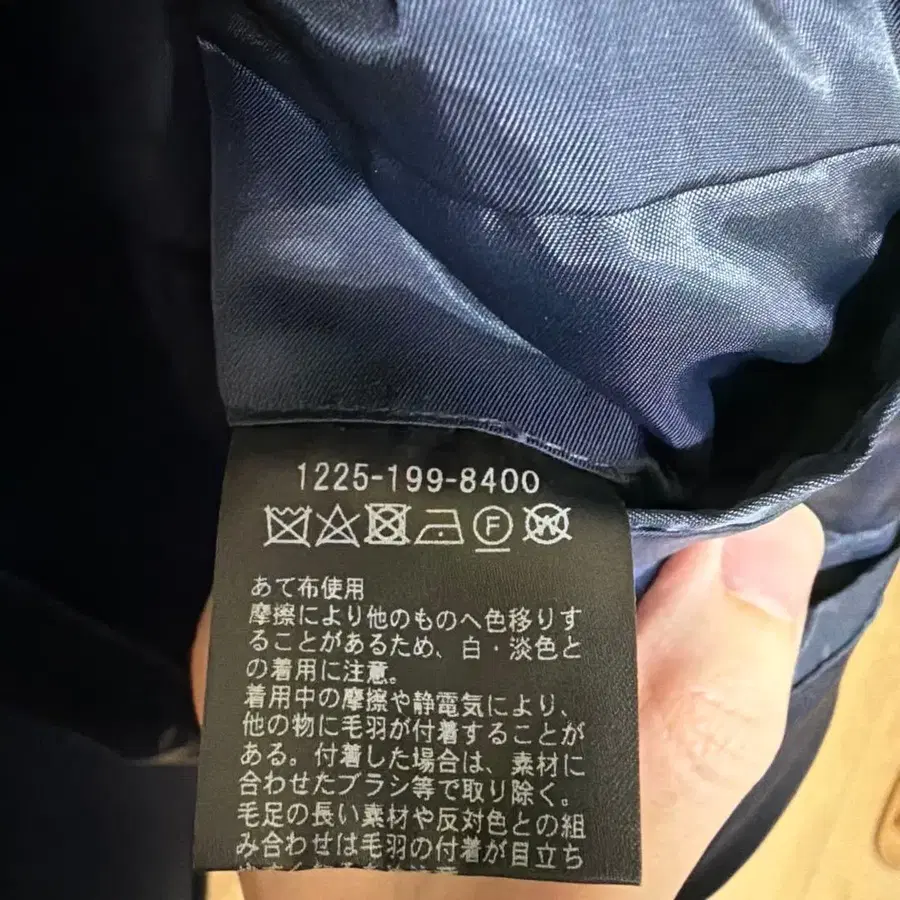 1225-199-8400
F
W
あて布使用
摩擦により他のものへ色移りす
ることがあるため、白・淡色と
の着用に注意。
着用中の摩擦や静電気により、
他の物に毛羽が付着することが
ある。付着した場合は、素材に
合わせたブラシ等で取り除く。
毛足の長い素材や反対色との組
み合わせは毛羽の付着が目立ち